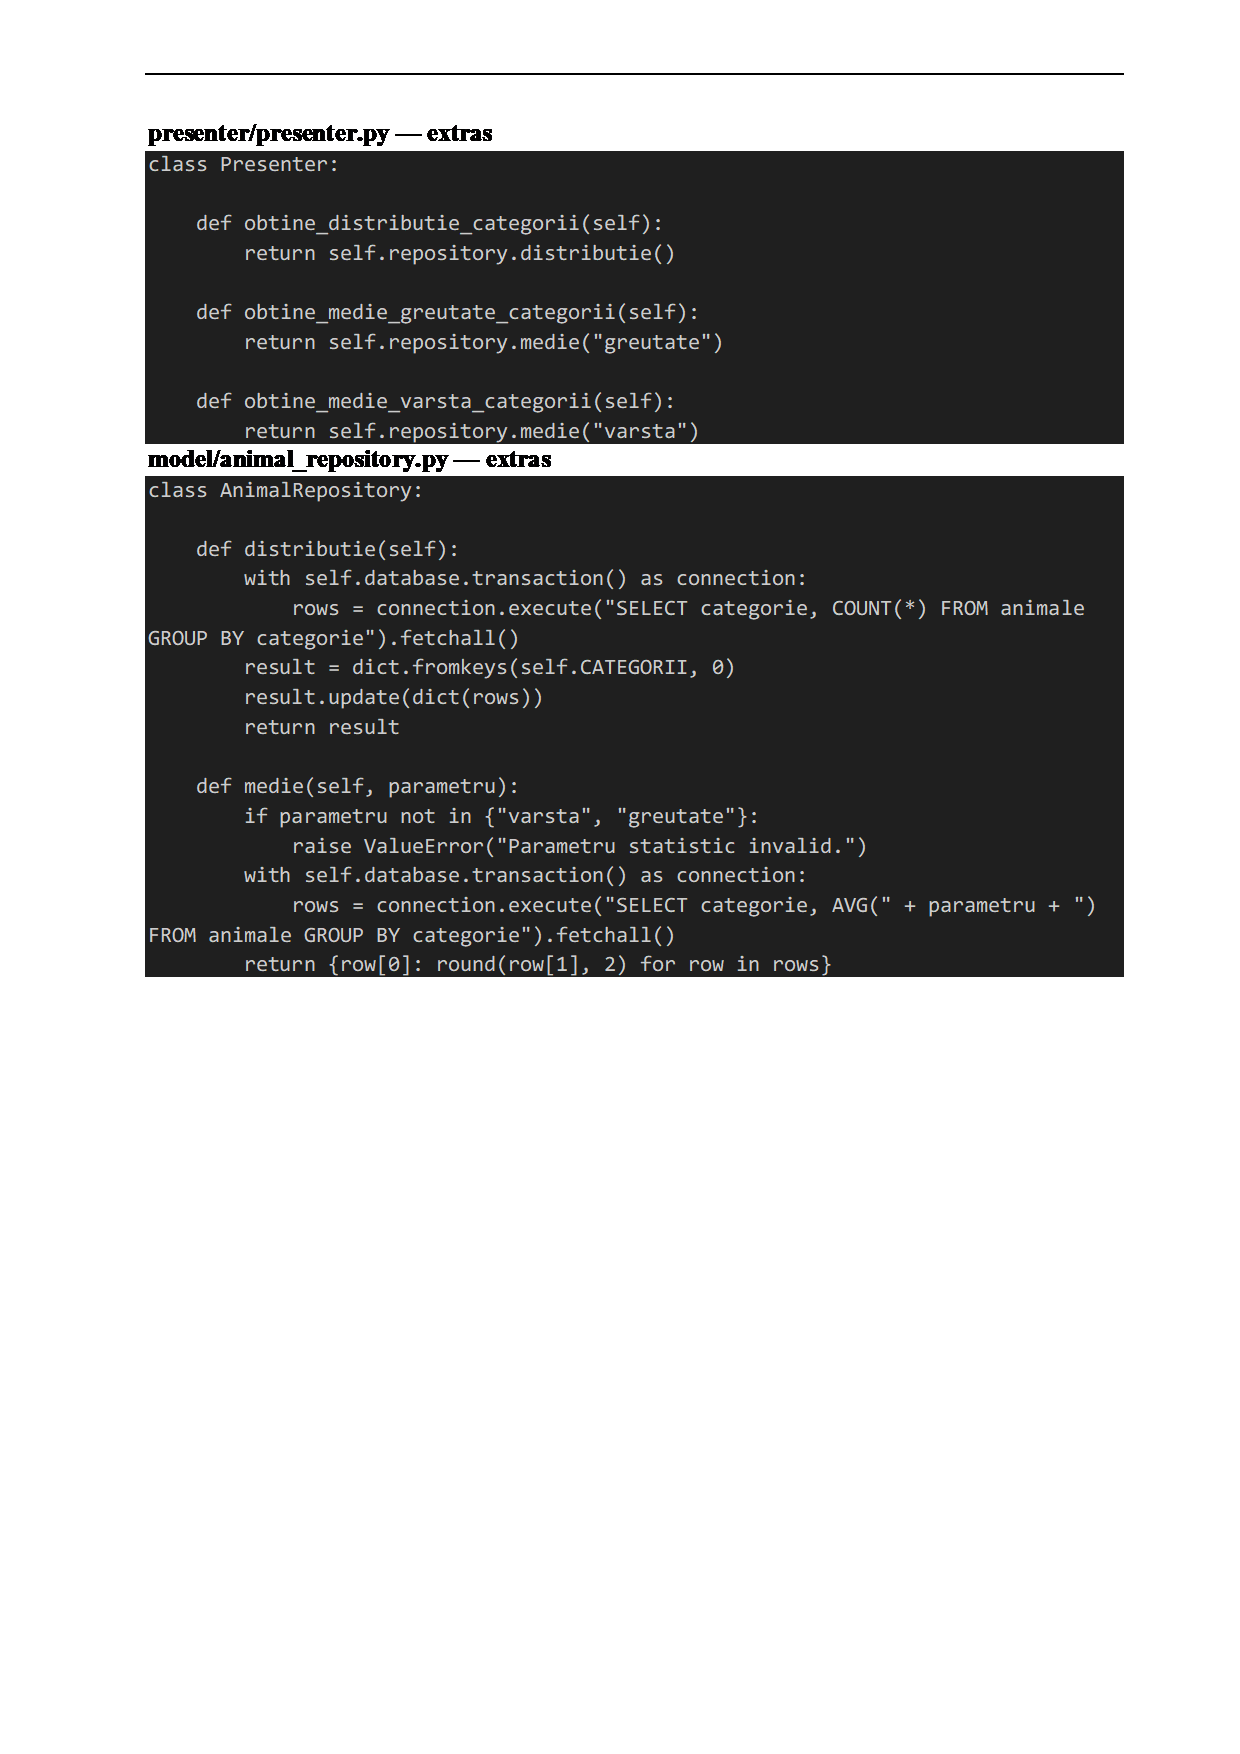 presenter/presenter.py — extras
class Presenter:
    def obtine_distributie_categorii(self):
        return self.repository.distributie()
    def obtine_medie_greutate_categorii(self):
        return self.repository.medie("greutate")
    def obtine_medie_varsta_categorii(self):
        return self.repository.medie("varsta")
model/animal_repository.py — extras
class AnimalRepository:
    def distributie(self):
        with self.database.transaction() as connection:
            rows = connection.execute("SELECT categorie, COUNT(*) FROM animale
GROUP BY categorie").fetchall()
        result = dict.fromkeys(self.CATEGORII, 0)
        result.update(dict(rows))
        return result
    def medie(self, parametru):
        if parametru not in {"varsta", "greutate"}:
            raise ValueError("Parametru statistic invalid.")
        with self.database.transaction() as connection:
            rows = connection.execute("SELECT categorie, AVG(" + parametru + ")
FROM animale GROUP BY categorie").fetchall()
        return {row[0]: round(row[1], 2) for row in rows}